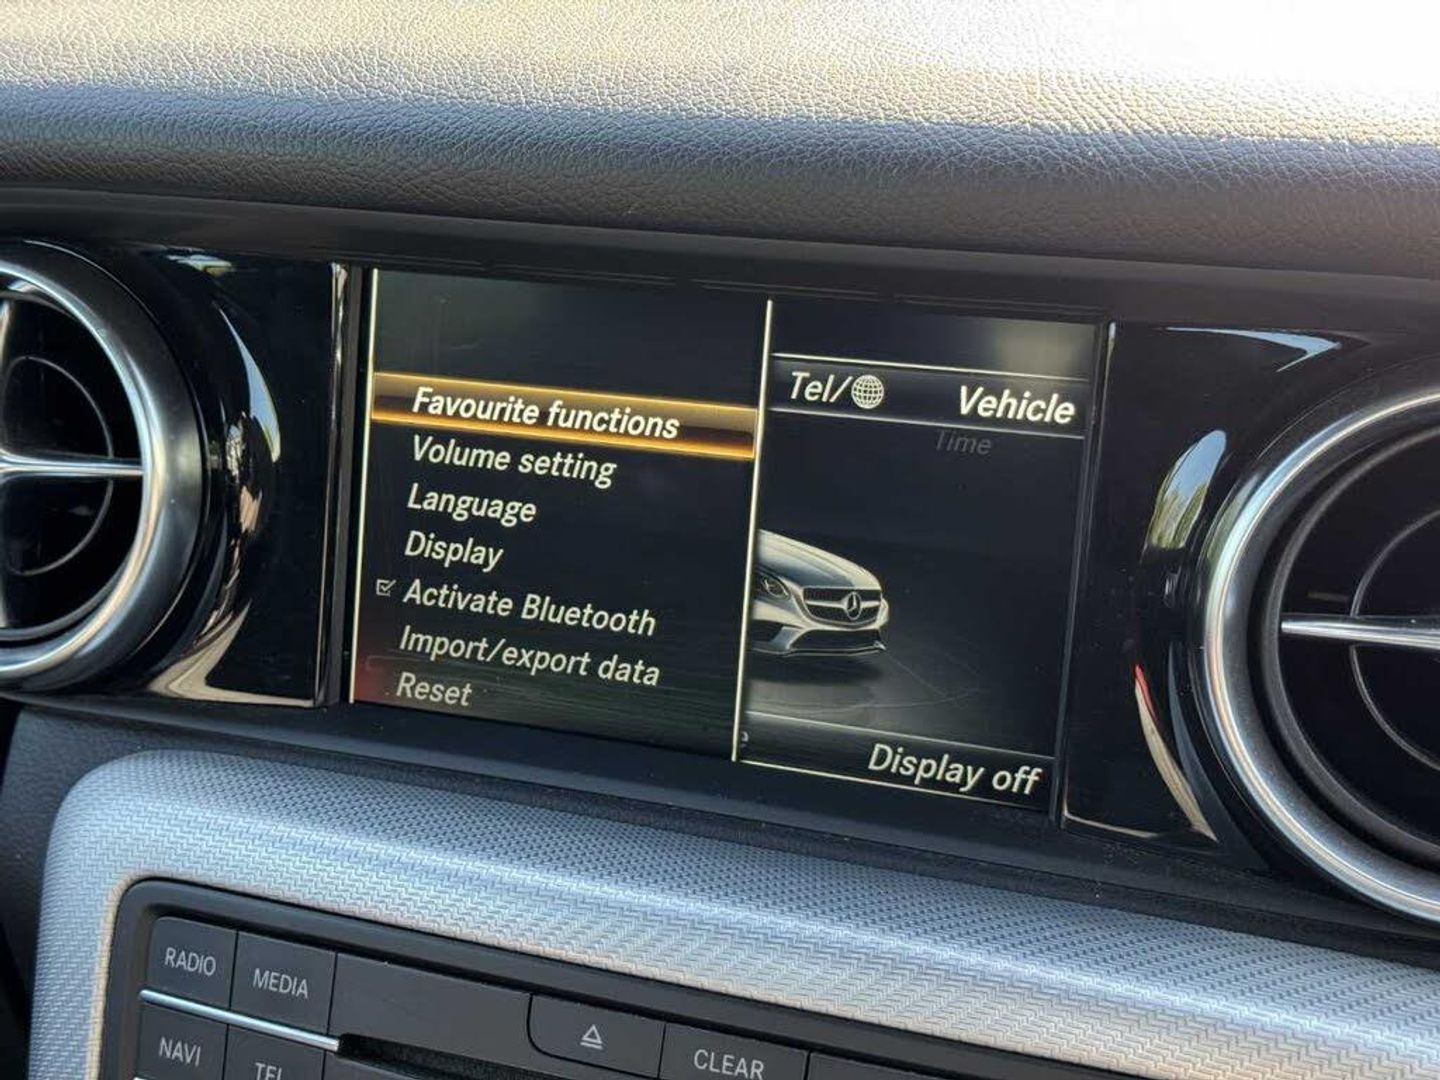 Favourite functions
Volume setting
Language
Display
Activate Bluetooth
Import/export data
Reset
Tel/
Vehicle
Time
Display off
RADIO
MEDIA
NAVI
TEL
CLEAR